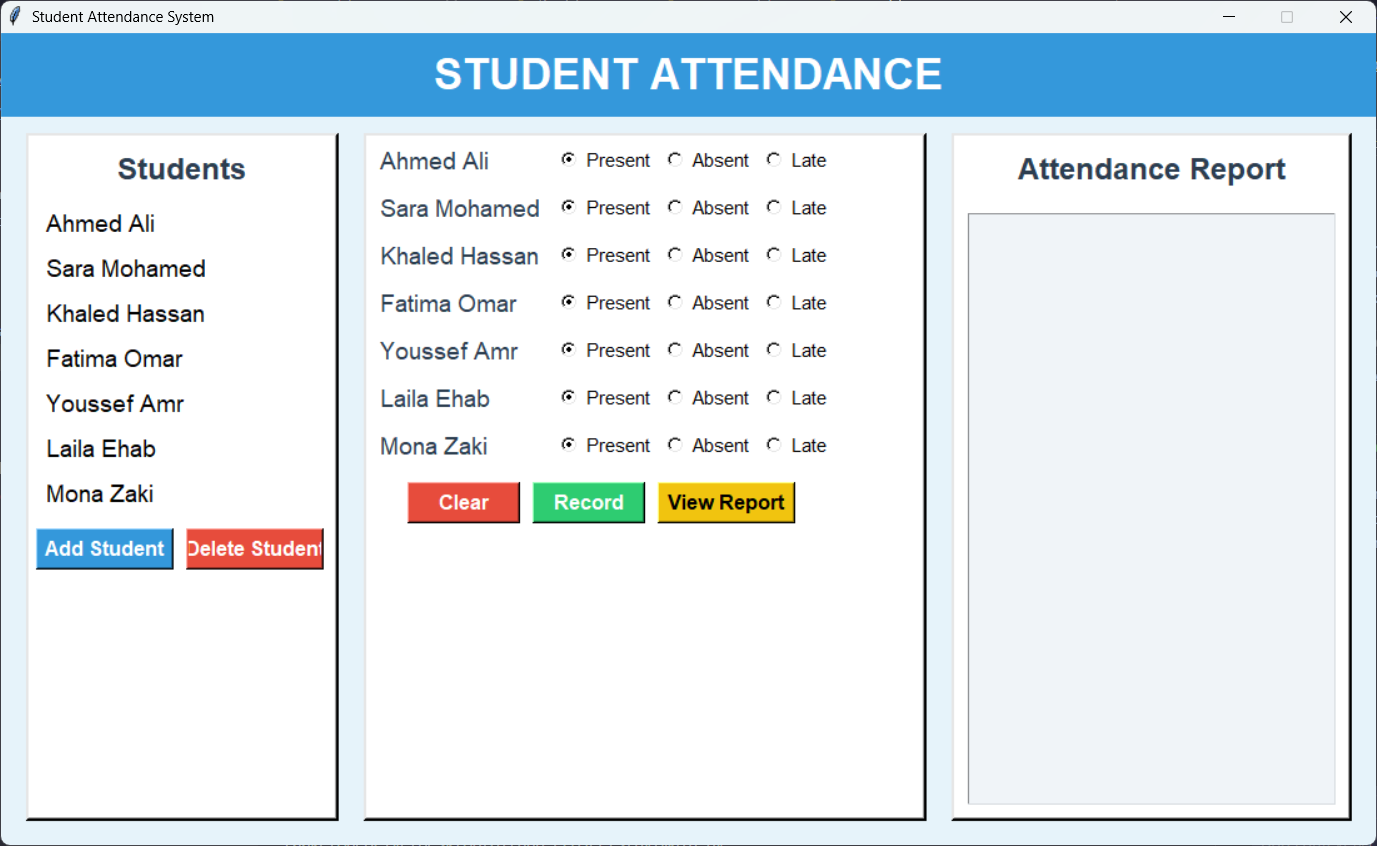 Student Attendance System
STUDENT ATTENDANCE
Students
Ahmed Ali
Sara Mohamed
Khaled Hassan
Fatima Omar
Youssef Amr
Laila Ehab
Mona Zaki
Add Student Delete Student
Ahmed Ali Present Absent Late
Sara Mohamed Present Absent Late
Khaled Hassan Present Absent Late
Fatima Omar Present Absent Late
Youssef Amr Present Absent Late
Laila Ehab Present Absent Late
Mona Zaki Present Absent Late
Clear Record View Report
Attendance Report